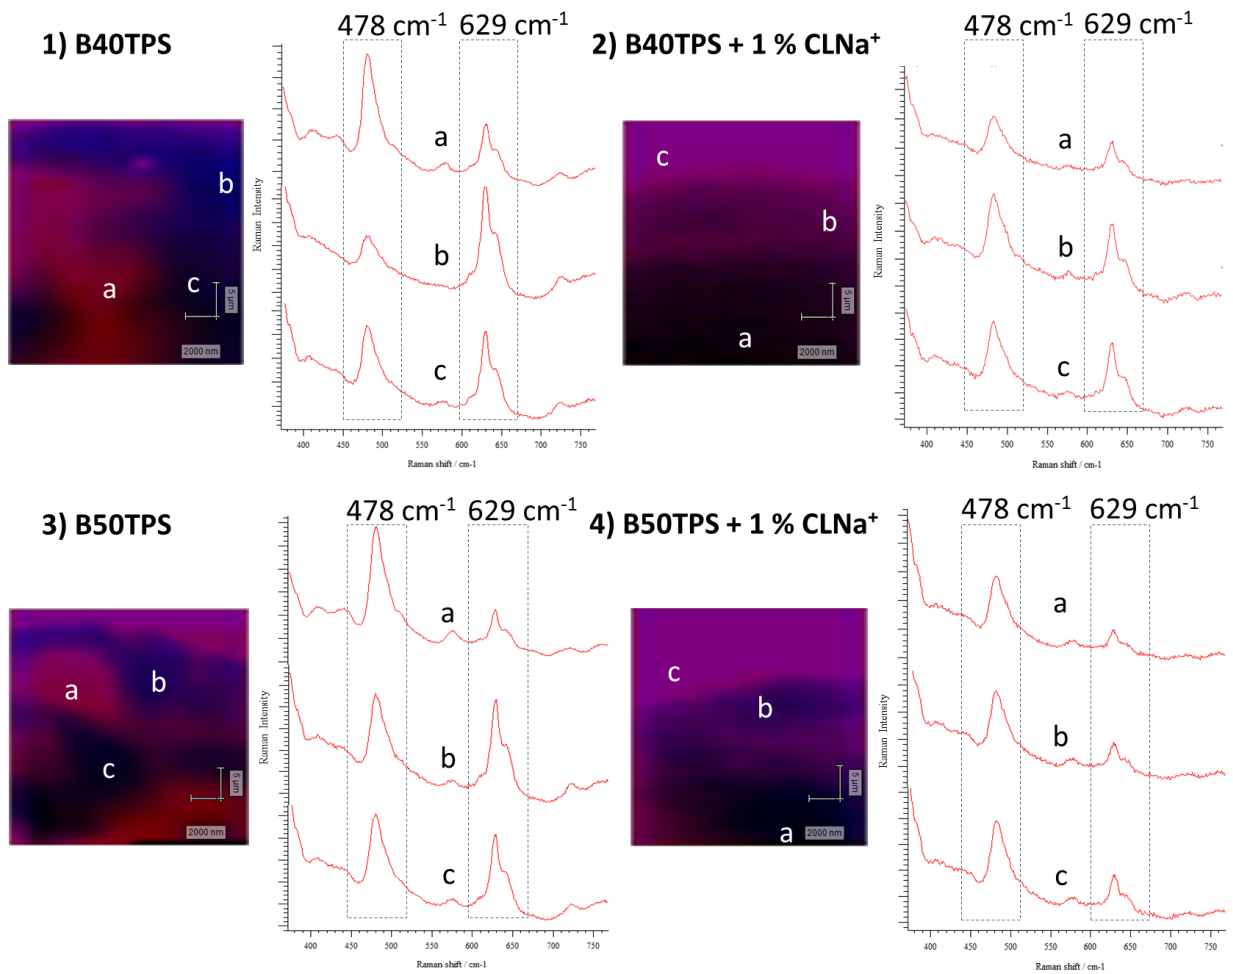 1) B40TPS
478 cm-1 629 cm-1
a
b
c
5 µm
2000 nm
Raman Intensity
a
b
c
400 450 500 550 600 650 700 750
Raman shift / cm-1
2) B40TPS + 1 % CLNa+
478 cm-1 629 cm-1
c
b
a
5 µm
2000 nm
Raman Intensity
a
b
c
400 450 500 550 600 650 700 750
Raman shift / cm-1
3) B50TPS
478 cm-1 629 cm-1
a
b
c
5 µm
2000 nm
Raman Intensity
a
b
c
400 450 500 550 600 650 700 750
Raman shift / cm-1
4) B50TPS + 1 % CLNa+
478 cm-1 629 cm-1
c
b
a
5 µm
2000 nm
Raman Intensity
a
b
c
400 450 500 550 600 650 700 750
Raman shift / cm-1